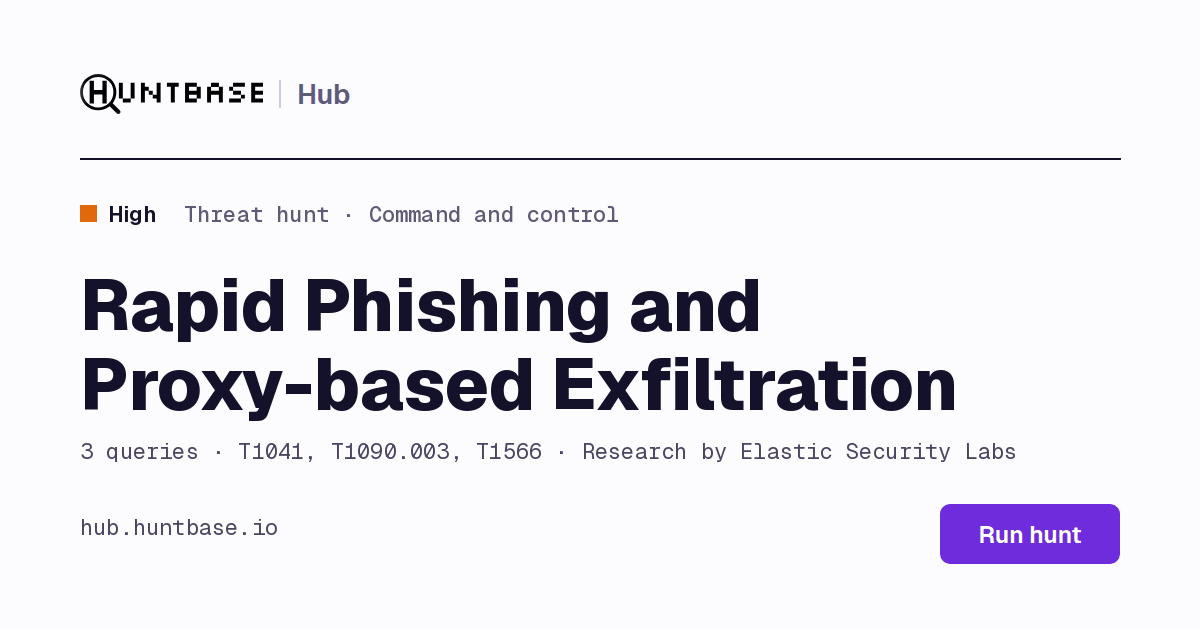 HUNTBASE | Hub
High Threat hunt · Command and control
Rapid Phishing and
Proxy-based Exfiltration
3 queries · T1041, T1090.003, T1566 · Research by Elastic Security Labs
hub.huntbase.io
Run hunt